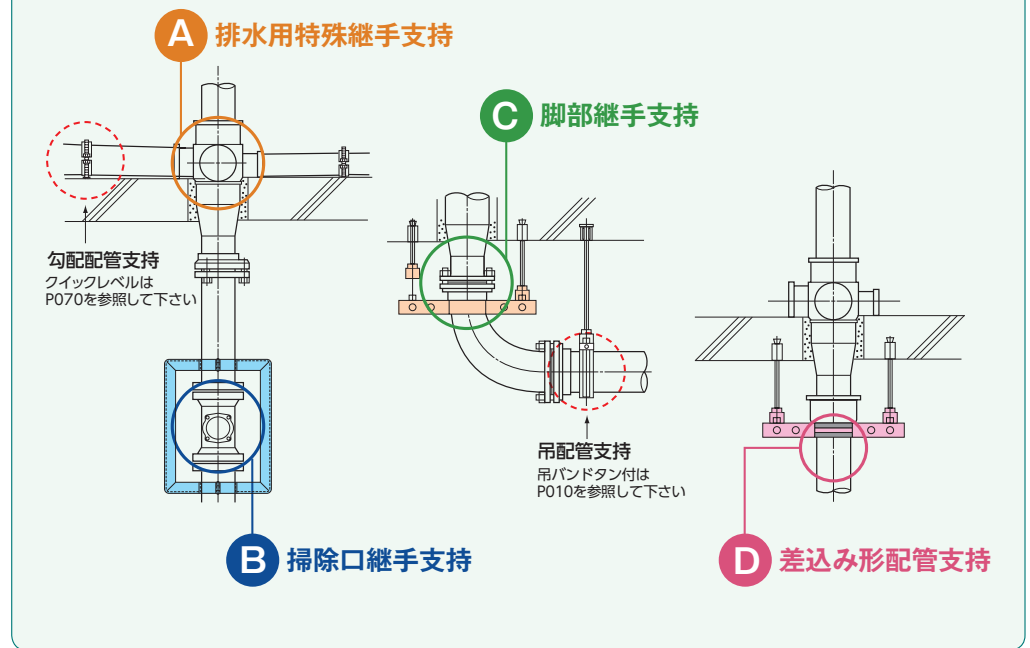 A 排水用特殊継手支持
C 脚部継手支持
勾配配管支持
クイックレベルは
P070を参照して下さい
吊配管支持
吊バンドタン付は
P010を参照して下さい
B 掃除口継手支持
D 差込み形配管支持